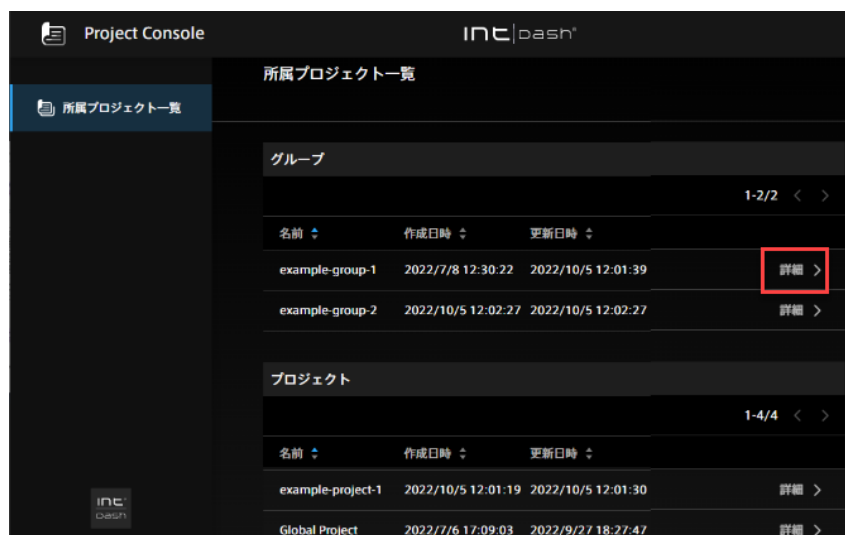 Project Console
int|dash
所属プロジェクト一覧
所属プロジェクト一覧
グループ
1-2/2
名前 作成日時 更新日時
example-group-1 2022/7/8 12:30:22 2022/10/5 12:01:39 詳細
example-group-2 2022/10/5 12:02:27 2022/10/5 12:02:27 詳細
プロジェクト
1-4/4
名前 作成日時 更新日時
example-project-1 2022/10/5 12:01:19 2022/10/5 12:01:30 詳細
Global Project 2022/7/6 17:09:03 2022/9/27 18:27:47 詳細
int
dash